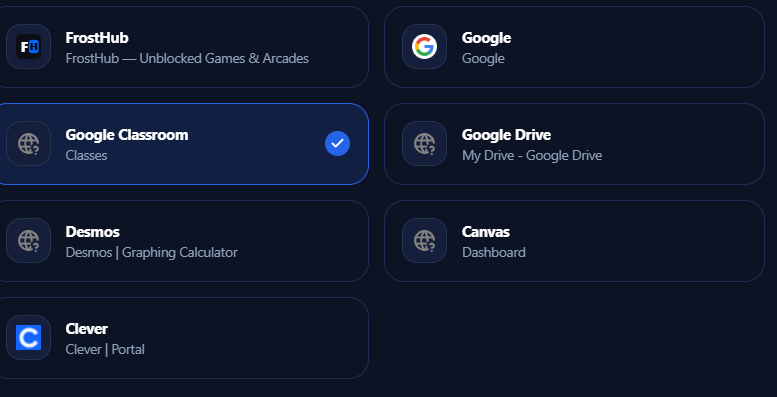 FrostHub
FrostHub — Unblocked Games & Arcades
Google
Google
Google Classroom
Classes
Google Drive
My Drive - Google Drive
Desmos
Desmos | Graphing Calculator
Canvas
Dashboard
Clever
Clever | Portal